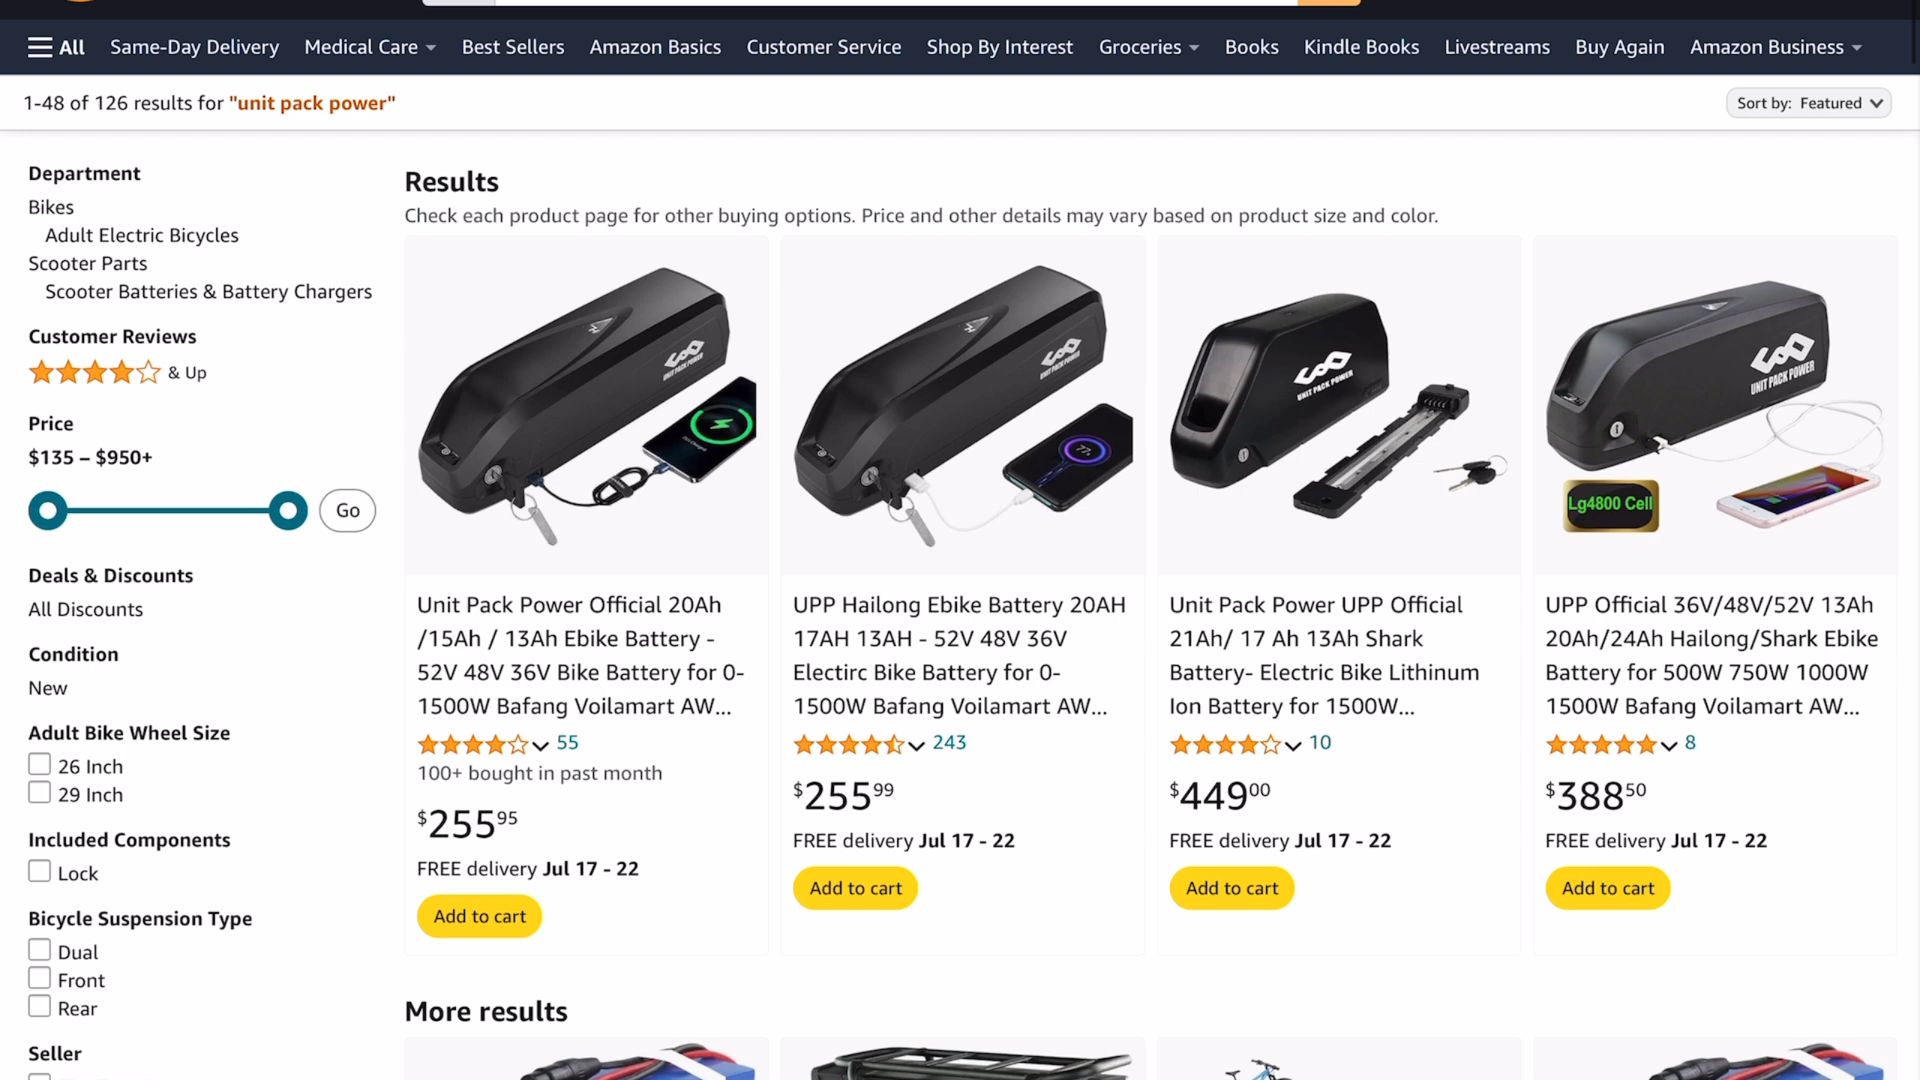 All Same-Day Delivery Medical Care Best Sellers Amazon Basics Customer Service Shop By Interest Groceries Books Kindle Books Livestreams Buy Again Amazon Business
1-48 of 126 results for "unit pack power"
Sort by: Featured
Department
Bikes
Adult Electric Bicycles
Scooter Parts
Scooter Batteries & Battery Chargers
Customer Reviews
& Up
Price
$135 – $950+
Go
Deals & Discounts
All Discounts
Condition
New
Adult Bike Wheel Size
26 Inch
29 Inch
Included Components
Lock
Bicycle Suspension Type
Dual
Front
Rear
Seller
Results
Check each product page for other buying options. Price and other details may vary based on product size and color.
UNIT PACK POWER
Unit Pack Power Official 20Ah
/15Ah / 13Ah Ebike Battery -
52V 48V 36V Bike Battery for 0-
1500W Bafang Voilamart AW...
55
100+ bought in past month
$255 95
FREE delivery Jul 17 - 22
Add to cart
UNIT PACK POWER
77%
UPP Hailong Ebike Battery 20AH
17AH 13AH - 52V 48V 36V
Electirc Bike Battery for 0-
1500W Bafang Voilamart AW...
243
$255 99
FREE delivery Jul 17 - 22
Add to cart
UNIT PACK POWER
Unit Pack Power UPP Official
21Ah/ 17 Ah 13Ah Shark
Battery- Electric Bike Lithinum
Ion Battery for 1500W...
10
$449 00
FREE delivery Jul 17 - 22
Add to cart
UNIT PACK POWER
Lg4800 Cell
UPP Official 36V/48V/52V 13Ah
20Ah/24Ah Hailong/Shark Ebike
Battery for 500W 750W 1000W
1500W Bafang Voilamart AW...
8
$388 50
FREE delivery Jul 17 - 22
Add to cart
More results